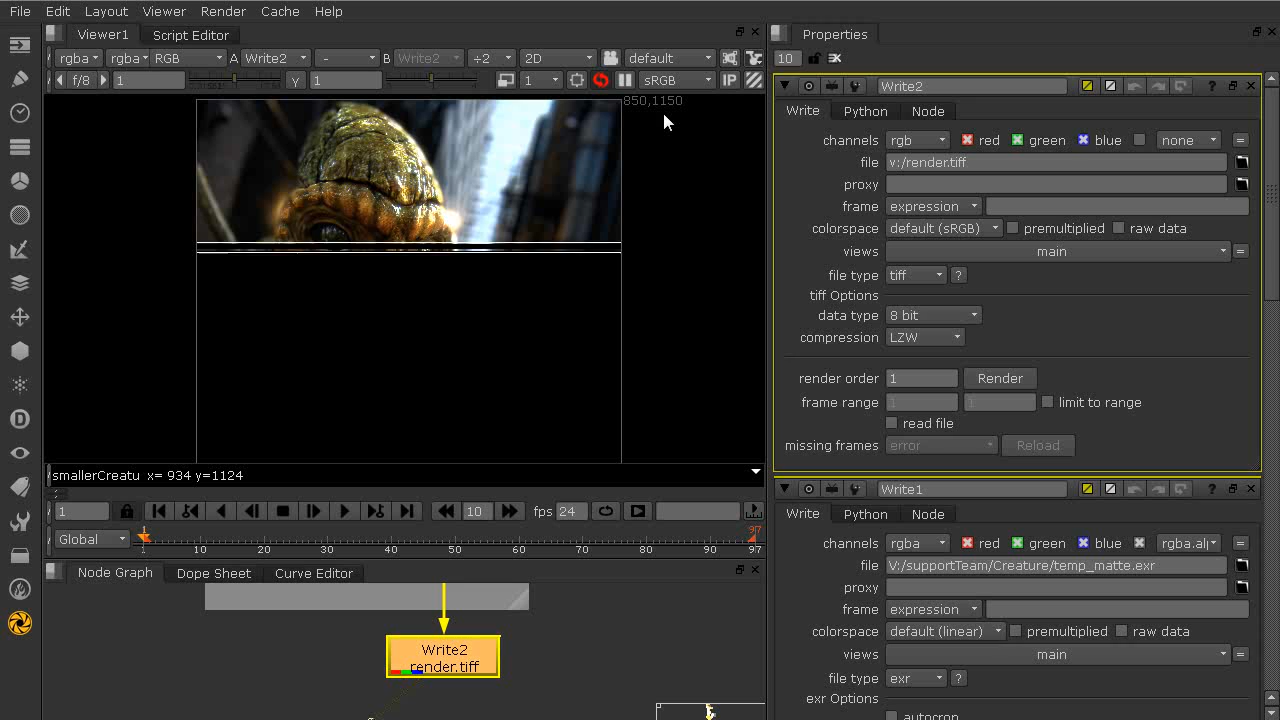 File Edit Layout Viewer Render Cache Help
Viewer1 Script Editor
rgba rgba RGB A Write2 - B Write2 ÷2 2D default
f/8 1 Y 1 1 sRGB IP
850,1150
smallerCreatu x= 934 y=1124
1 10 fps 24
Global
1 10 20 30 40 50 60 70 80 90 97
97
Node Graph Dope Sheet Curve Editor
Write2
render.tiff
Properties
10
Write2
Write Python Node
channels rgb red green blue none =
file v:/render.tiff
proxy
frame expression
colorspace default (sRGB) premultiplied raw data
views main =
file type tiff ?
tiff Options
data type 8 bit
compression LZW
render order 1 Render
frame range 1 1 limit to range
read file
missing frames error Reload
Write1
Write Python Node
channels rgba red green blue rgba.alp =
file V:/supportTeam/Creature/temp_matte.exr
proxy
frame expression
colorspace default (linear) premultiplied raw data
views main =
file type exr ?
exr Options
autocrop